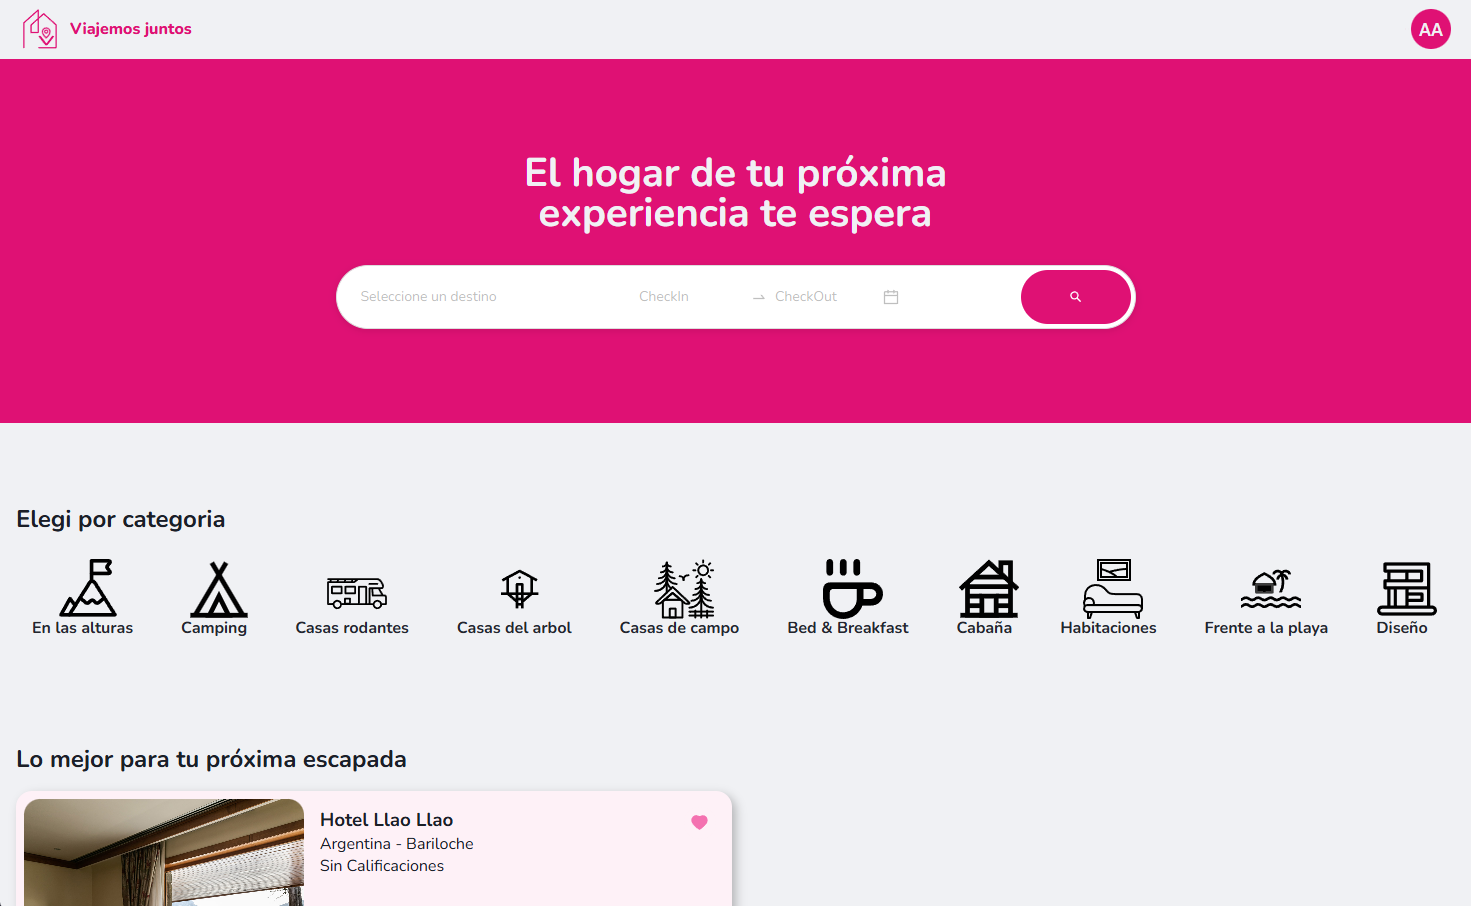 Viajemos juntos
AA
El hogar de tu próxima
experiencia te espera
Seleccione un destino
CheckIn
CheckOut
Elegi por categoria
En las alturas
Camping
Casas rodantes
Casas del arbol
Casas de campo
Bed & Breakfast
Cabaña
Habitaciones
Frente a la playa
Diseño
Lo mejor para tu próxima escapada
Hotel Llao Llao
Argentina - Bariloche
Sin Calificaciones